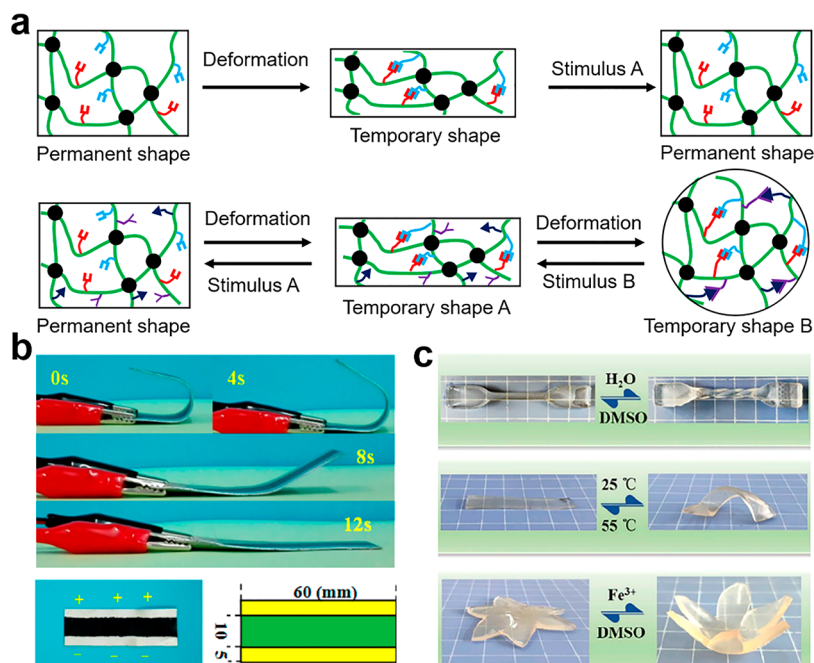 a
Deformation
Stimulus A
Permanent shape
Temporary shape
Permanent shape
Deformation
Stimulus A
Deformation
Stimulus B
Permanent shape
Temporary shape A
Temporary shape B
b
0s
4s
8s
12s
+ + +
− − −
60 (mm)
10
5
c
H₂O
DMSO
25 ℃
55 ℃
Fe³⁺
DMSO